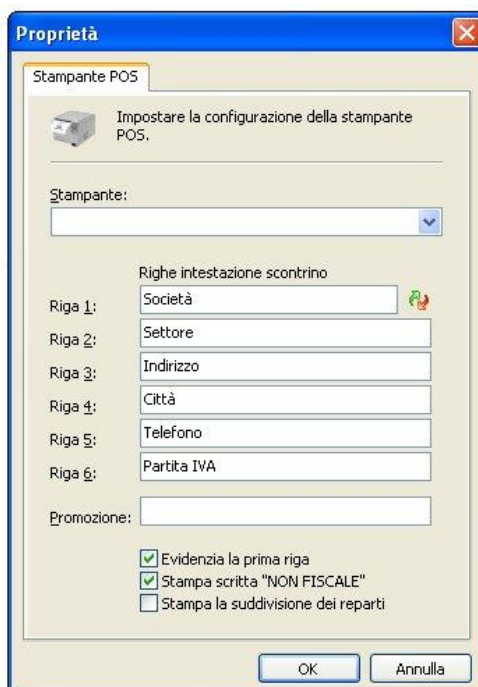 Proprietà
Stampante POS
Impostare la configurazione della stampante
POS.
Stampante:
Righe intestazione scontrino
Riga 1: Società
Riga 2: Settore
Riga 3: Indirizzo
Riga 4: Città
Riga 5: Telefono
Riga 6: Partita IVA
Promozione:
Evidenzia la prima riga
Stampa scritta "NON FISCALE"
Stampa la suddivisione dei reparti
OK Annulla